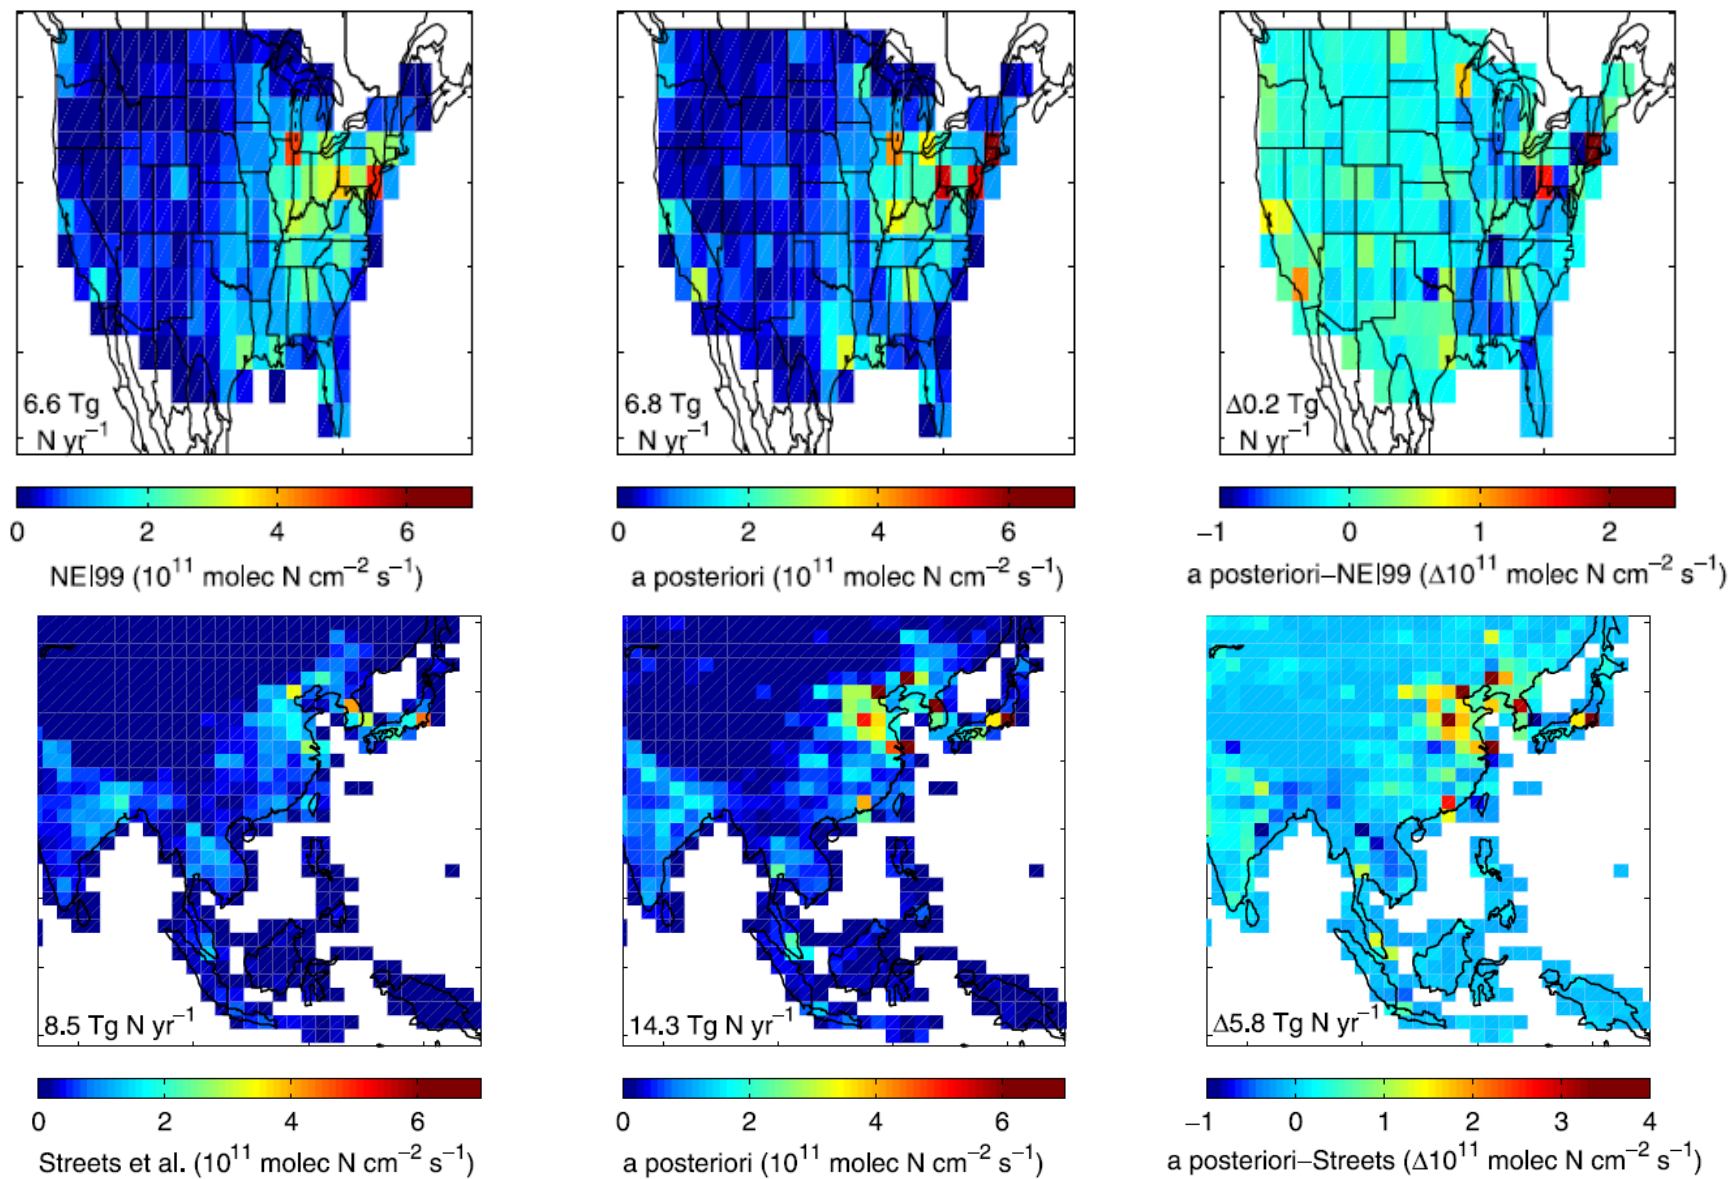 6.6 Tg
N yr⁻¹
6.8 Tg
N yr⁻¹
Δ0.2 Tg
N yr⁻¹
0 2 4 6
0 2 4 6
−1 0 1 2
NEI99 (10¹¹ molec N cm⁻² s⁻¹)
a posteriori (10¹¹ molec N cm⁻² s⁻¹)
a posteriori−NEI99 (Δ10¹¹ molec N cm⁻² s⁻¹)
8.5 Tg N yr⁻¹
14.3 Tg N yr⁻¹
Δ5.8 Tg N yr⁻¹
0 2 4 6
0 2 4 6
−1 0 1 2 3 4
Streets et al. (10¹¹ molec N cm⁻² s⁻¹)
a posteriori (10¹¹ molec N cm⁻² s⁻¹)
a posteriori−Streets (Δ10¹¹ molec N cm⁻² s⁻¹)